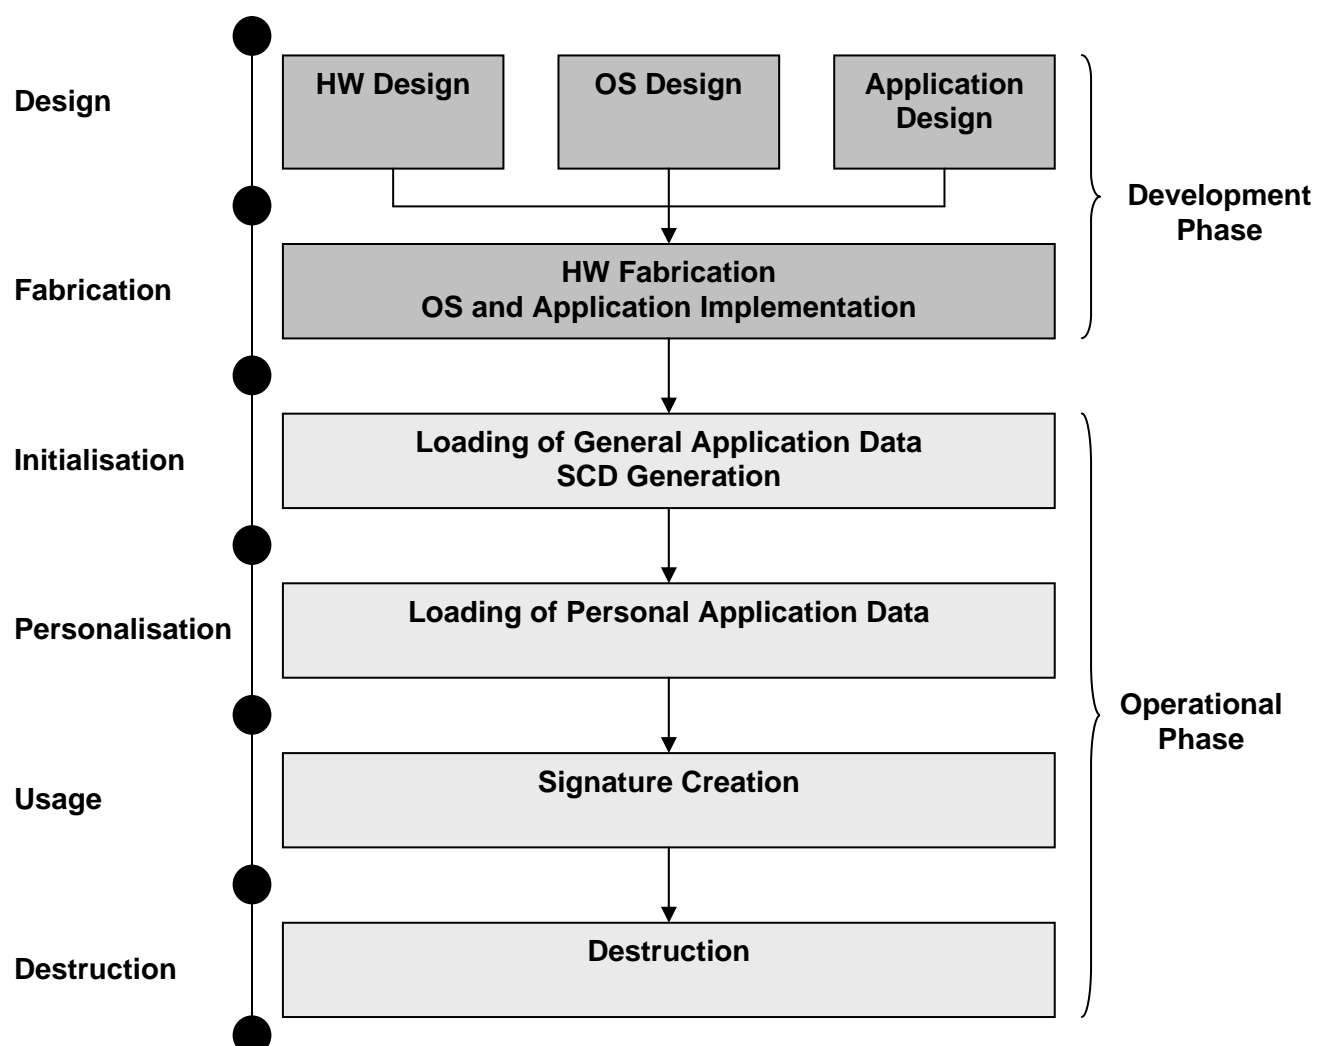 Design
HW Design
OS Design
Application
Design
Development
Phase
Fabrication
HW Fabrication
OS and Application Implementation
Initialisation
Loading of General Application Data
SCD Generation
Personalisation
Loading of Personal Application Data
Operational
Phase
Usage
Signature Creation
Destruction
Destruction